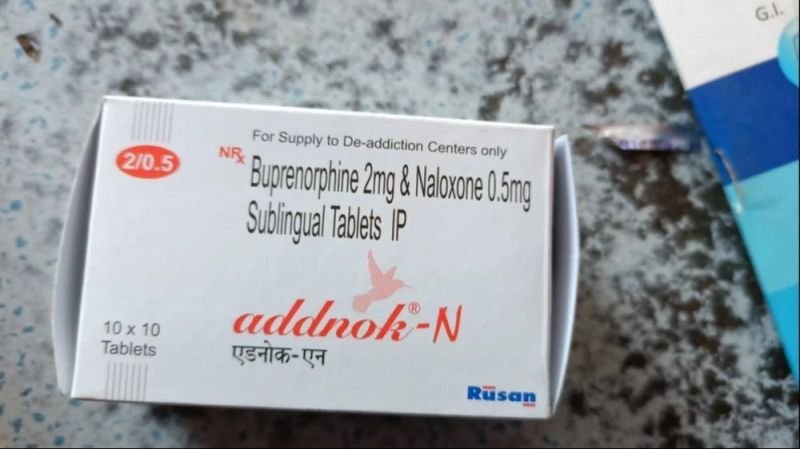 G.I.
For Supply to De-addiction Centers only
2/0.5
NRx Buprenorphine 2mg & Naloxone 0.5mg
Sublingual Tablets IP
addnok®-N
एडनोक-एन
10 x 10
Tablets
Rusan